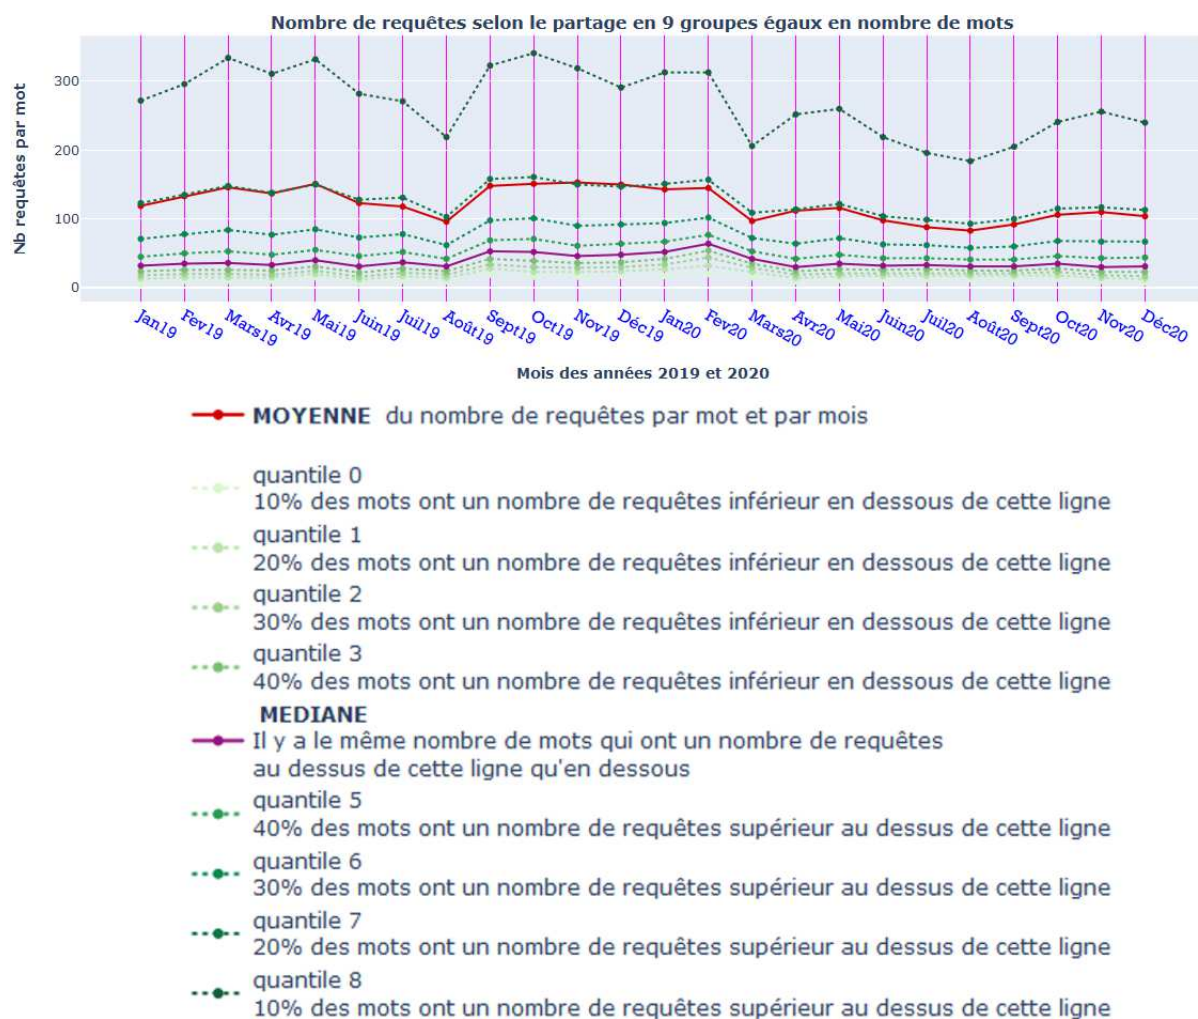 Nombre de requêtes selon le partage en 9 groupes égaux en nombre de mots
Nb requêtes par mot
300
200
100
0
Jan19
Fev19
Mars19
Avr19
Mai19
Juin19
Juil19
Août19
Sept19
Oct19
Nov19
Déc19
Jan20
Fev20
Mars20
Avr20
Mai20
Juin20
Juil20
Août20
Sept20
Oct20
Nov20
Déc20
Mois des années 2019 et 2020
MOYENNE du nombre de requêtes par mot et par mois
quantile 0
10% des mots ont un nombre de requêtes inférieur en dessous de cette ligne
quantile 1
20% des mots ont un nombre de requêtes inférieur en dessous de cette ligne
quantile 2
30% des mots ont un nombre de requêtes inférieur en dessous de cette ligne
quantile 3
40% des mots ont un nombre de requêtes inférieur en dessous de cette ligne
MEDIANE
Il y a le même nombre de mots qui ont un nombre de requêtes
au dessus de cette ligne qu'en dessous
quantile 5
40% des mots ont un nombre de requêtes supérieur au dessus de cette ligne
quantile 6
30% des mots ont un nombre de requêtes supérieur au dessus de cette ligne
quantile 7
20% des mots ont un nombre de requêtes supérieur au dessus de cette ligne
quantile 8
10% des mots ont un nombre de requêtes supérieur au dessus de cette ligne